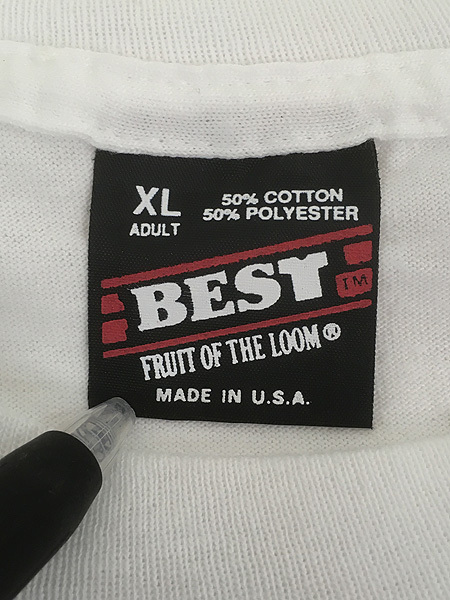 XL
ADULT
50% COTTON
50% POLYESTER
BEST TM
FRUIT OF THE LOOM®
MADE IN U.S.A.